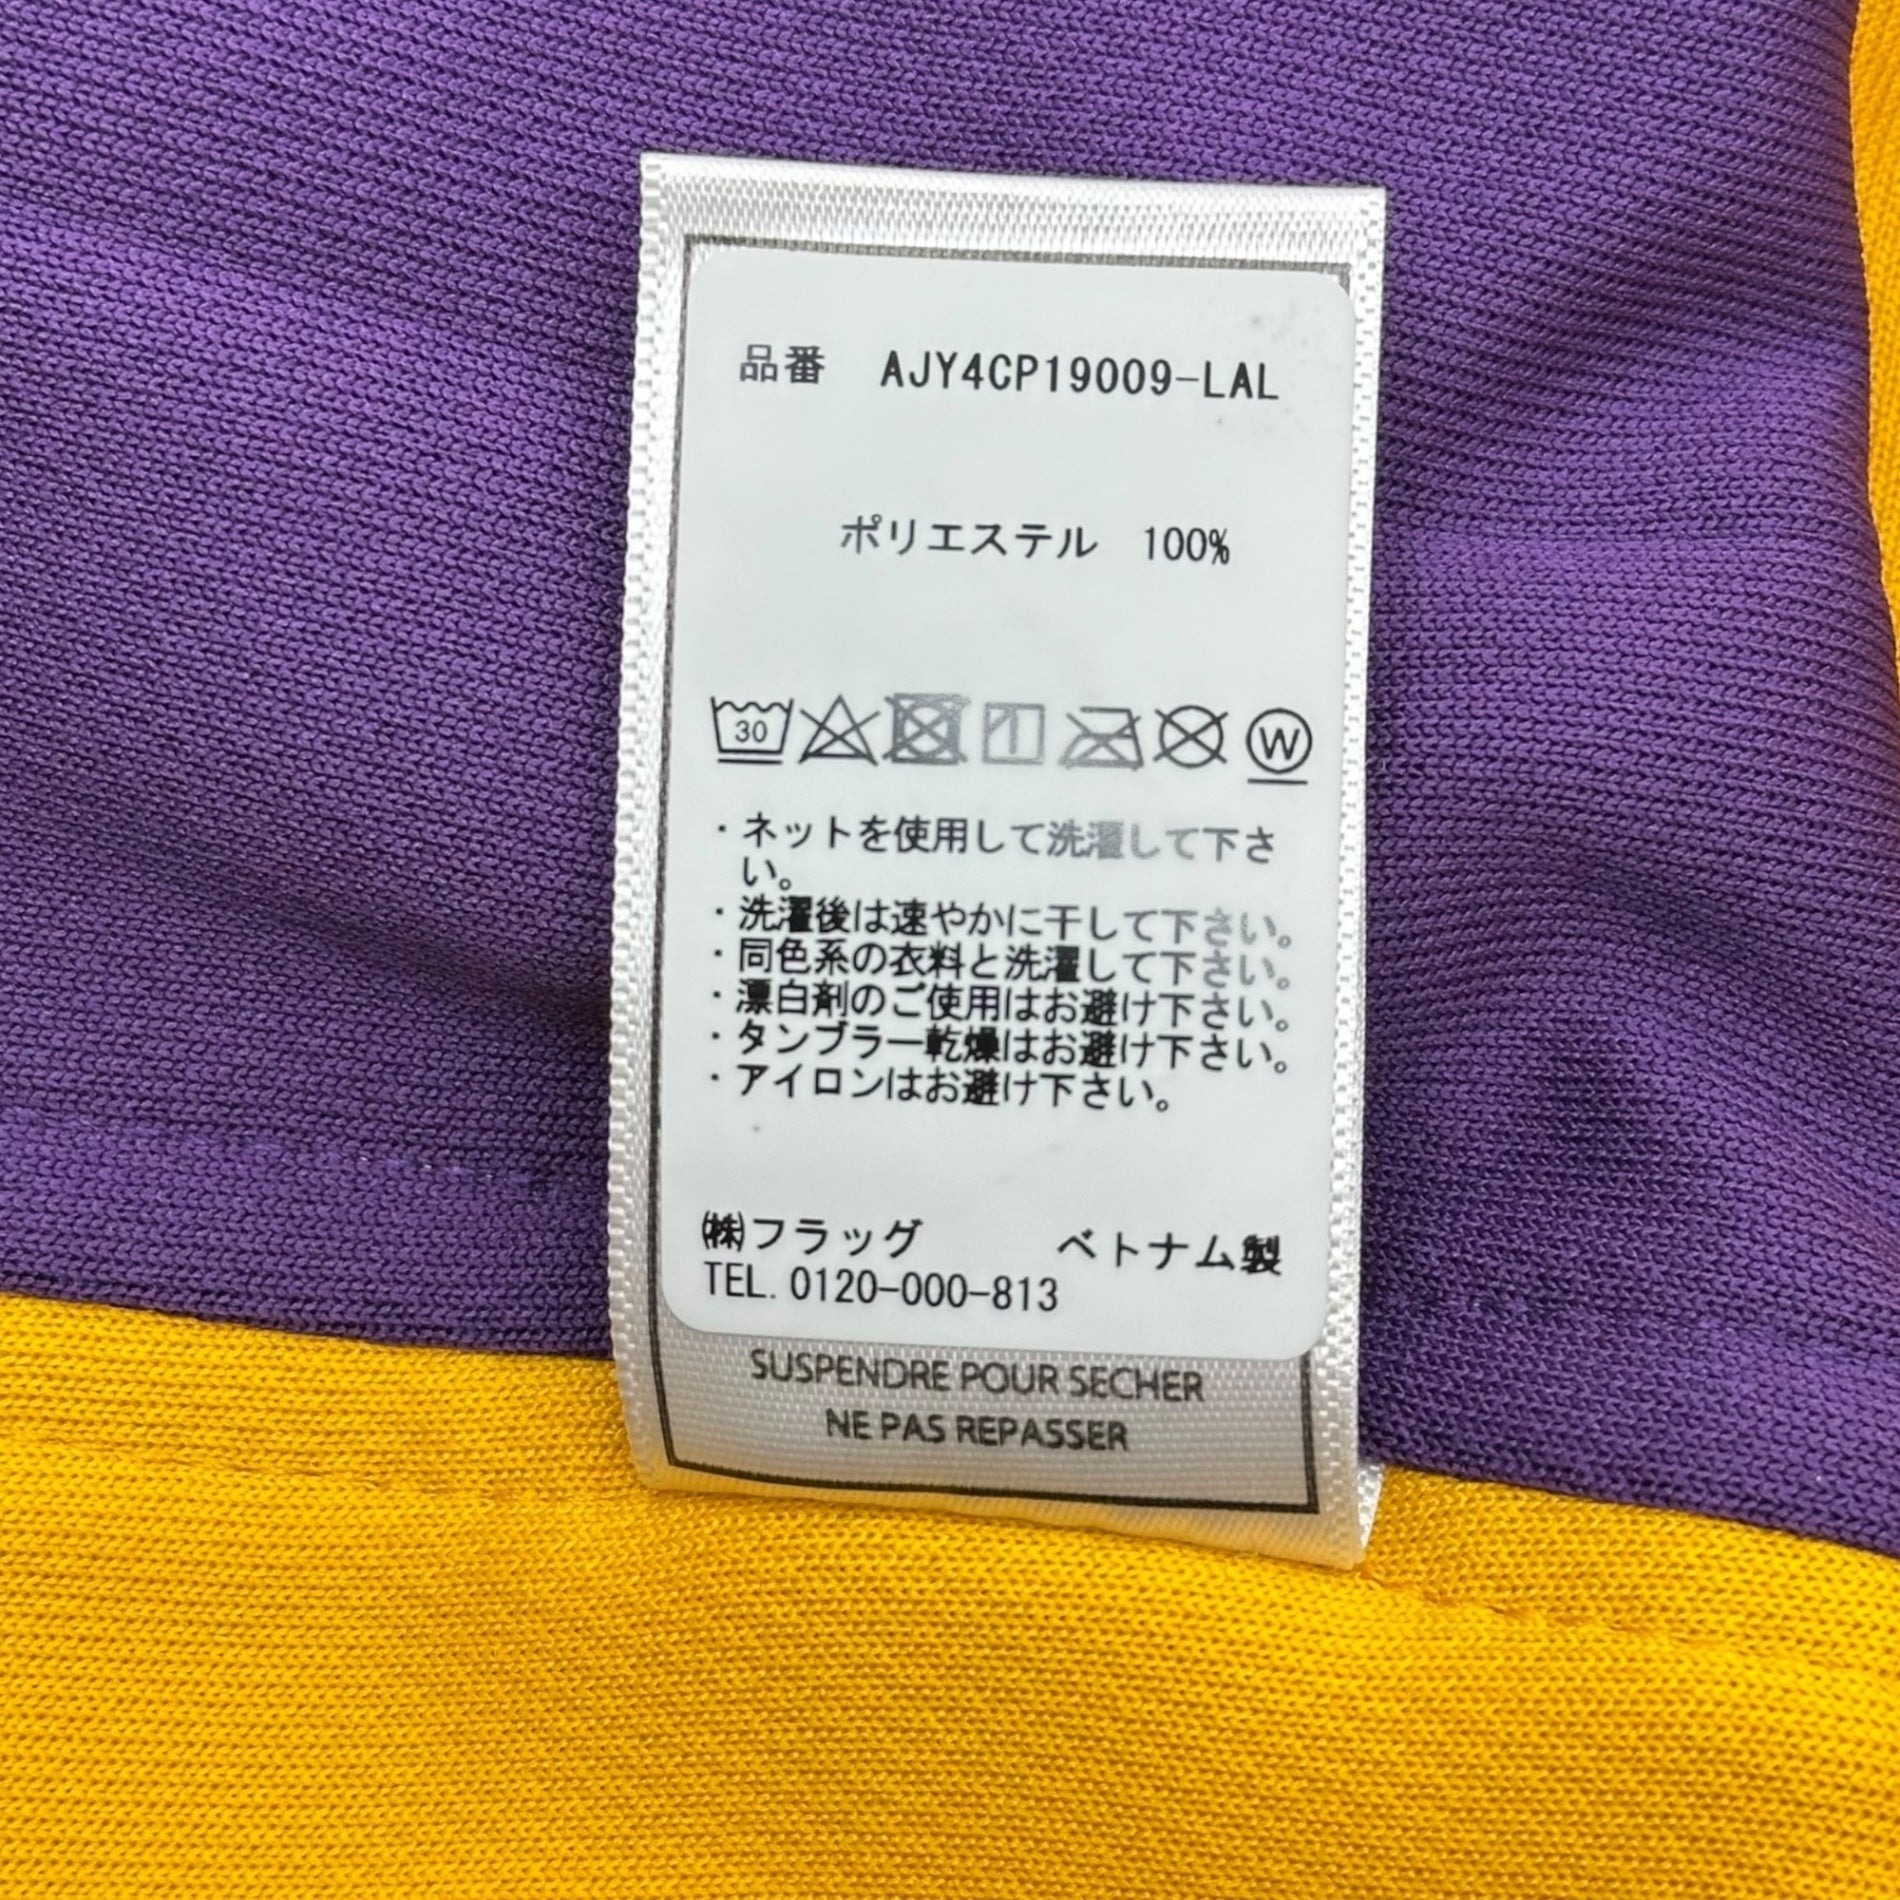 品番 AJY4CP19009-LAL
ポリエステル 100%
30 W
・ネットを使用して洗濯して下さ
い。
・洗濯後は速やかに干して下さい。
・同色系の衣料と洗濯して下さい。
・漂白剤のご使用はお避け下さい。
・タンブラー乾燥はお避け下さい。
・アイロンはお避け下さい。
㈱フラッグ ベトナム製
TEL. 0120-000-813
SUSPENDRE POUR SECHER
NE PAS REPASSER